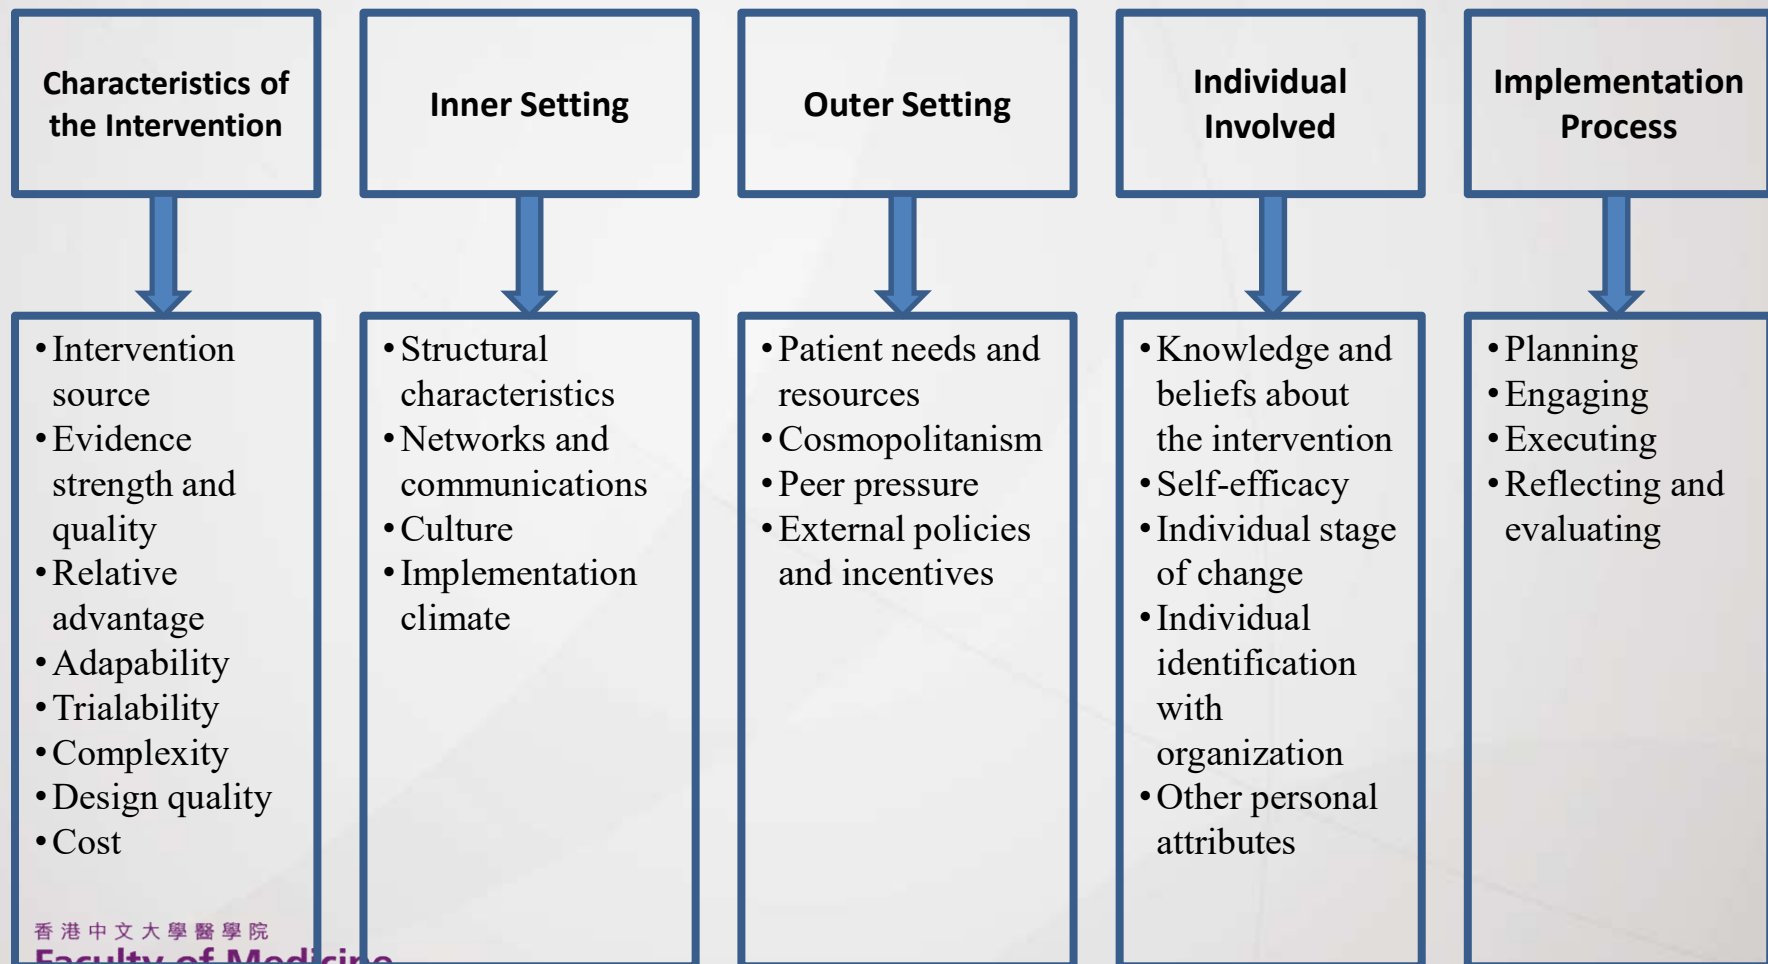 Characteristics of
the Intervention
Inner Setting
Outer Setting
Individual
Involved
Implementation
Process
• Intervention
source
• Evidence
strength and
quality
• Relative
advantage
• Adapability
• Trialability
• Complexity
• Design quality
• Cost
• Structural
characteristics
• Networks and
communications
• Culture
• Implementation
climate
• Patient needs and
resources
• Cosmopolitanism
• Peer pressure
• External policies
and incentives
• Knowledge and
beliefs about
the intervention
• Self-efficacy
• Individual stage
of change
• Individual
identification
with
organization
• Other personal
attributes
• Planning
• Engaging
• Executing
• Reflecting and
evaluating
香港中文大學醫學院
Faculty of Medicine